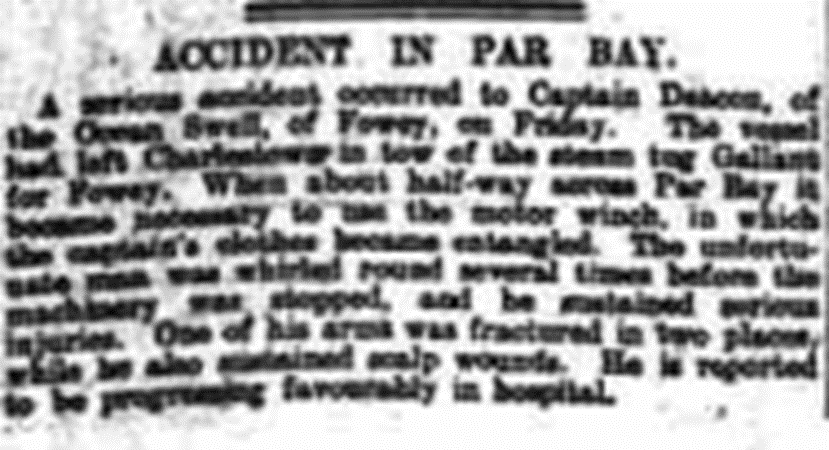 ACCIDENT IN PAR BAY.
A serious accident occurred to Captain Deacon, of
the Ocean Swell, of Fowey, on Friday. The vessel
had left Charlestown in tow of the steam tug Gallant
for Fowey. When about half-way across Par Bay it
became necessary to use the motor winch, in which
the captain's clothes became entangled. The unfortu-
nate man was whirled round several times before the
machinery was stopped, and he sustained serious
injuries. One of his arms was fractured in two places,
while he also sustained scalp wounds. He is reported
to be progressing favourably in hospital.